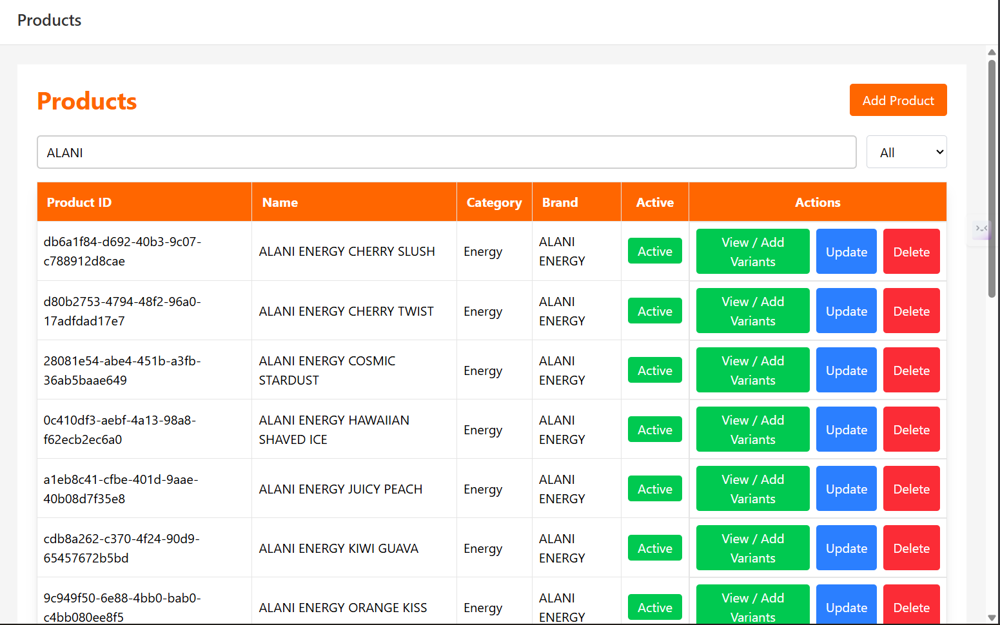 Products
Products
Add Product
ALANI
All
Product ID Name Category Brand Active Actions
db6a1f84-d692-40b3-9c07-
c788912d8cae
ALANI ENERGY CHERRY SLUSH
Energy
ALANI
ENERGY
Active
View / Add
Variants
Update
Delete
d80b2753-4794-48f2-96a0-
17adfdad17e7
ALANI ENERGY CHERRY TWIST
Energy
ALANI
ENERGY
Active
View / Add
Variants
Update
Delete
28081e54-abe4-451b-a3fb-
36ab5baae649
ALANI ENERGY COSMIC
STARDUST
Energy
ALANI
ENERGY
Active
View / Add
Variants
Update
Delete
0c410df3-aebf-4a13-98a8-
f62ecb2ec6a0
ALANI ENERGY HAWAIIAN
SHAVED ICE
Energy
ALANI
ENERGY
Active
View / Add
Variants
Update
Delete
a1eb8c41-cfbe-401d-9aae-
40b08d7f35e8
ALANI ENERGY JUICY PEACH
Energy
ALANI
ENERGY
Active
View / Add
Variants
Update
Delete
cdb8a262-c370-4f24-90d9-
65457672b5bd
ALANI ENERGY KIWI GUAVA
Energy
ALANI
ENERGY
Active
View / Add
Variants
Update
Delete
9c949f50-6e88-4bb0-bab0-
c4bb080ee8f5
ALANI ENERGY ORANGE KISS
Energy
ALANI
ENERGY
Active
View / Add
Variants
Update
Delete